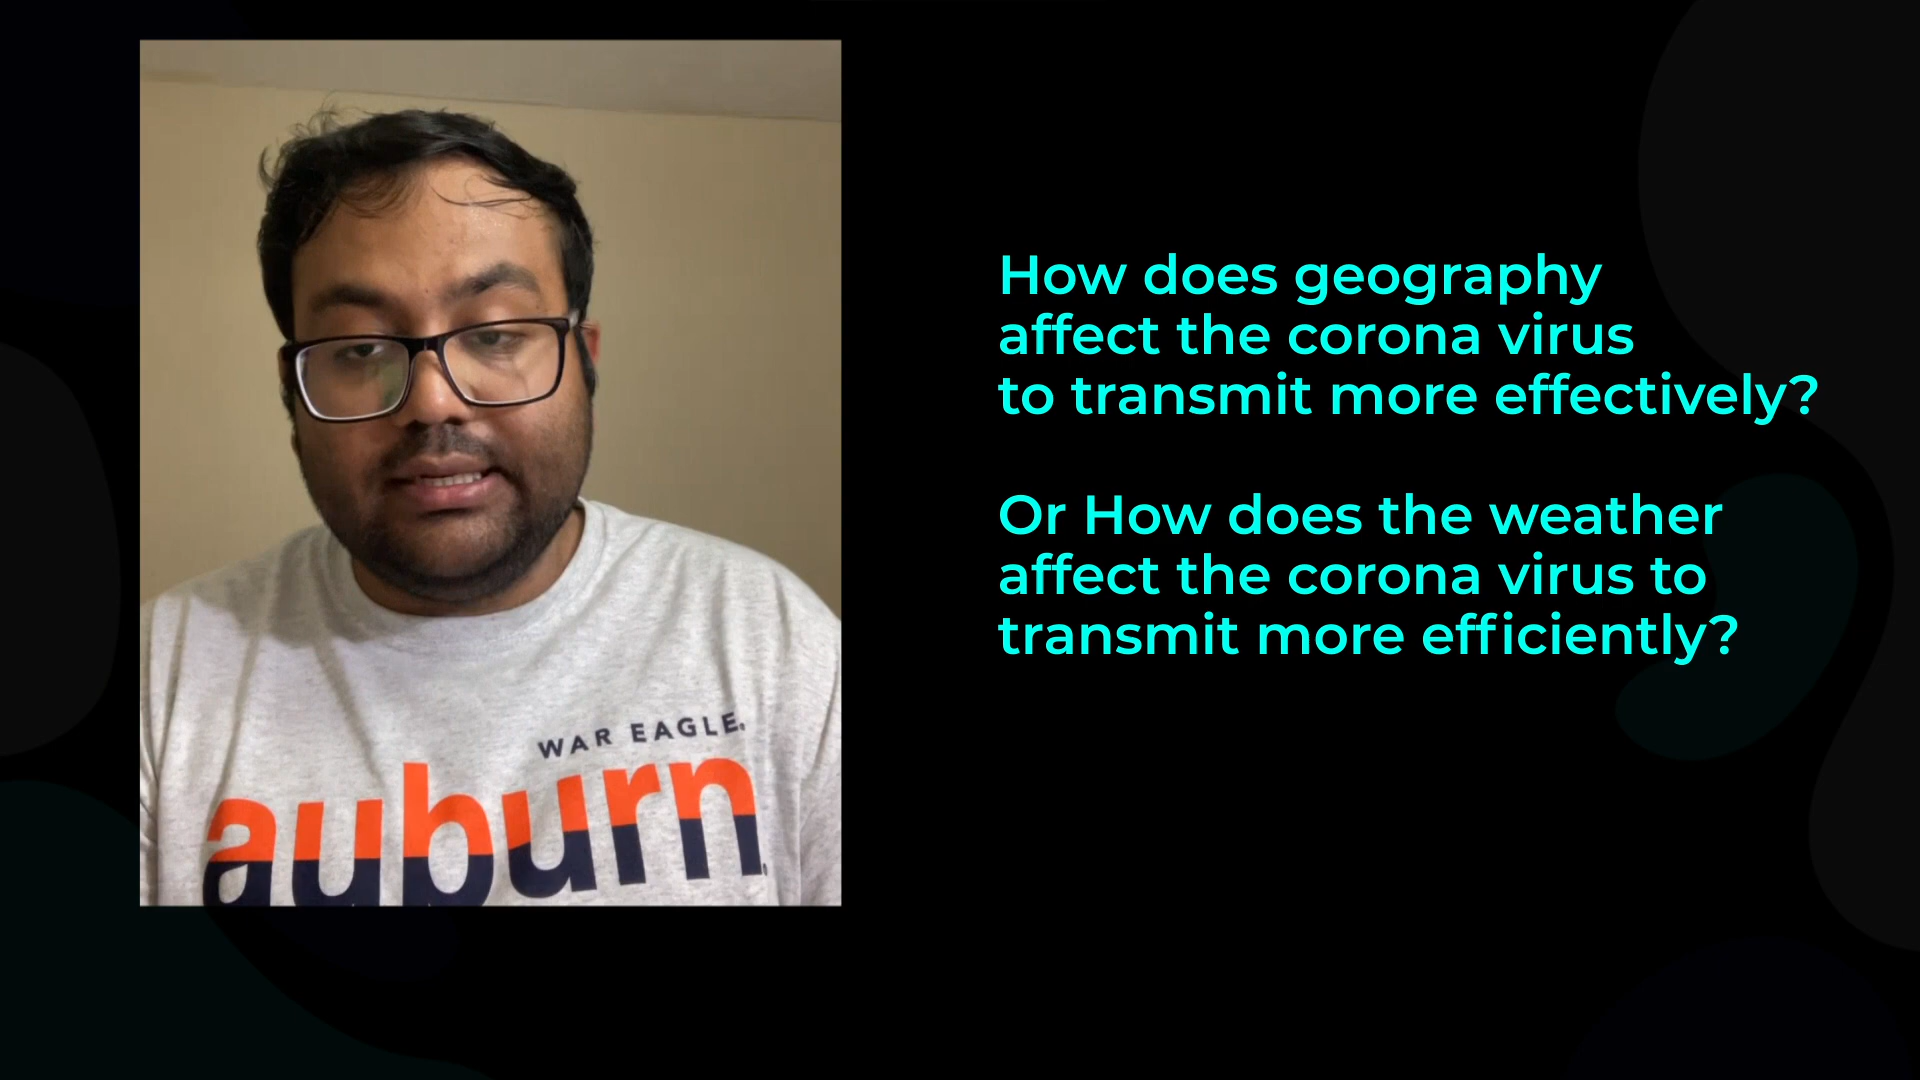 How does geography
affect the corona virus
to transmit more effectively?
Or How does the weather
affect the corona virus to
transmit more efficiently?
WAR EAGLE.
auburn.